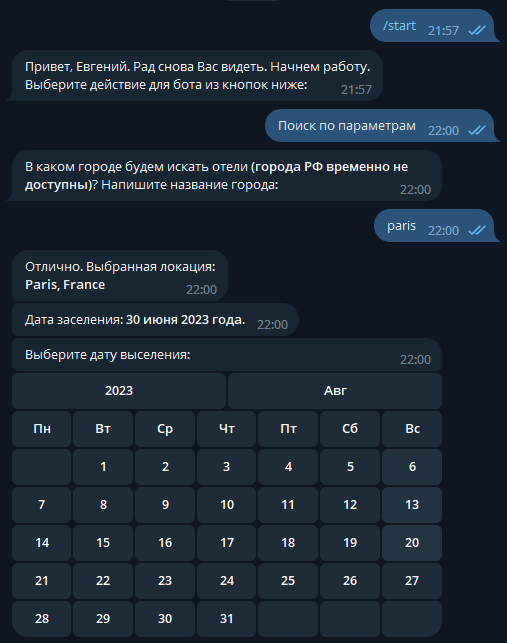 /start 21:57
Привет, Евгений. Рад снова Вас видеть. Начнем работу.
Выберите действие для бота из кнопок ниже: 21:57
Поиск по параметрам 22:00
В каком городе будем искать отели (города РФ временно не
доступны)? Напишите название города: 22:00
paris 22:00
Отлично. Выбранная локация:
Paris, France 22:00
Дата заселения: 30 июня 2023 года. 22:00
Выберите дату выселения: 22:00
2023 Авг
Пн Вт Ср Чт Пт Сб Вс
1 2 3 4 5 6
7 8 9 10 11 12 13
14 15 16 17 18 19 20
21 22 23 24 25 26 27
28 29 30 31